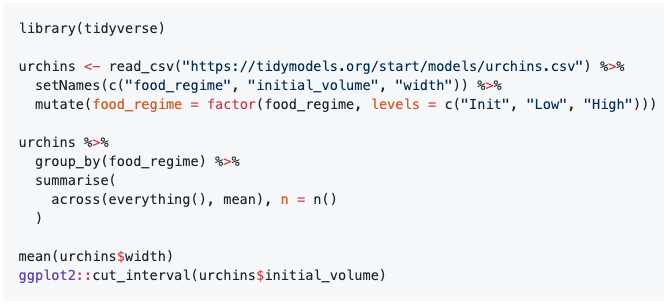 library(tidyverse)
urchins <- read_csv("https://tidymodels.org/start/models/urchins.csv") %>%
  setNames(c("food_regime", "initial_volume", "width")) %>%
  mutate(food_regime = factor(food_regime, levels = c("Init", "Low", "High")))
urchins %>%
  group_by(food_regime) %>%
  summarise(
    across(everything(), mean), n = n()
  )
mean(urchins$width)
ggplot2::cut_interval(urchins$initial_volume)